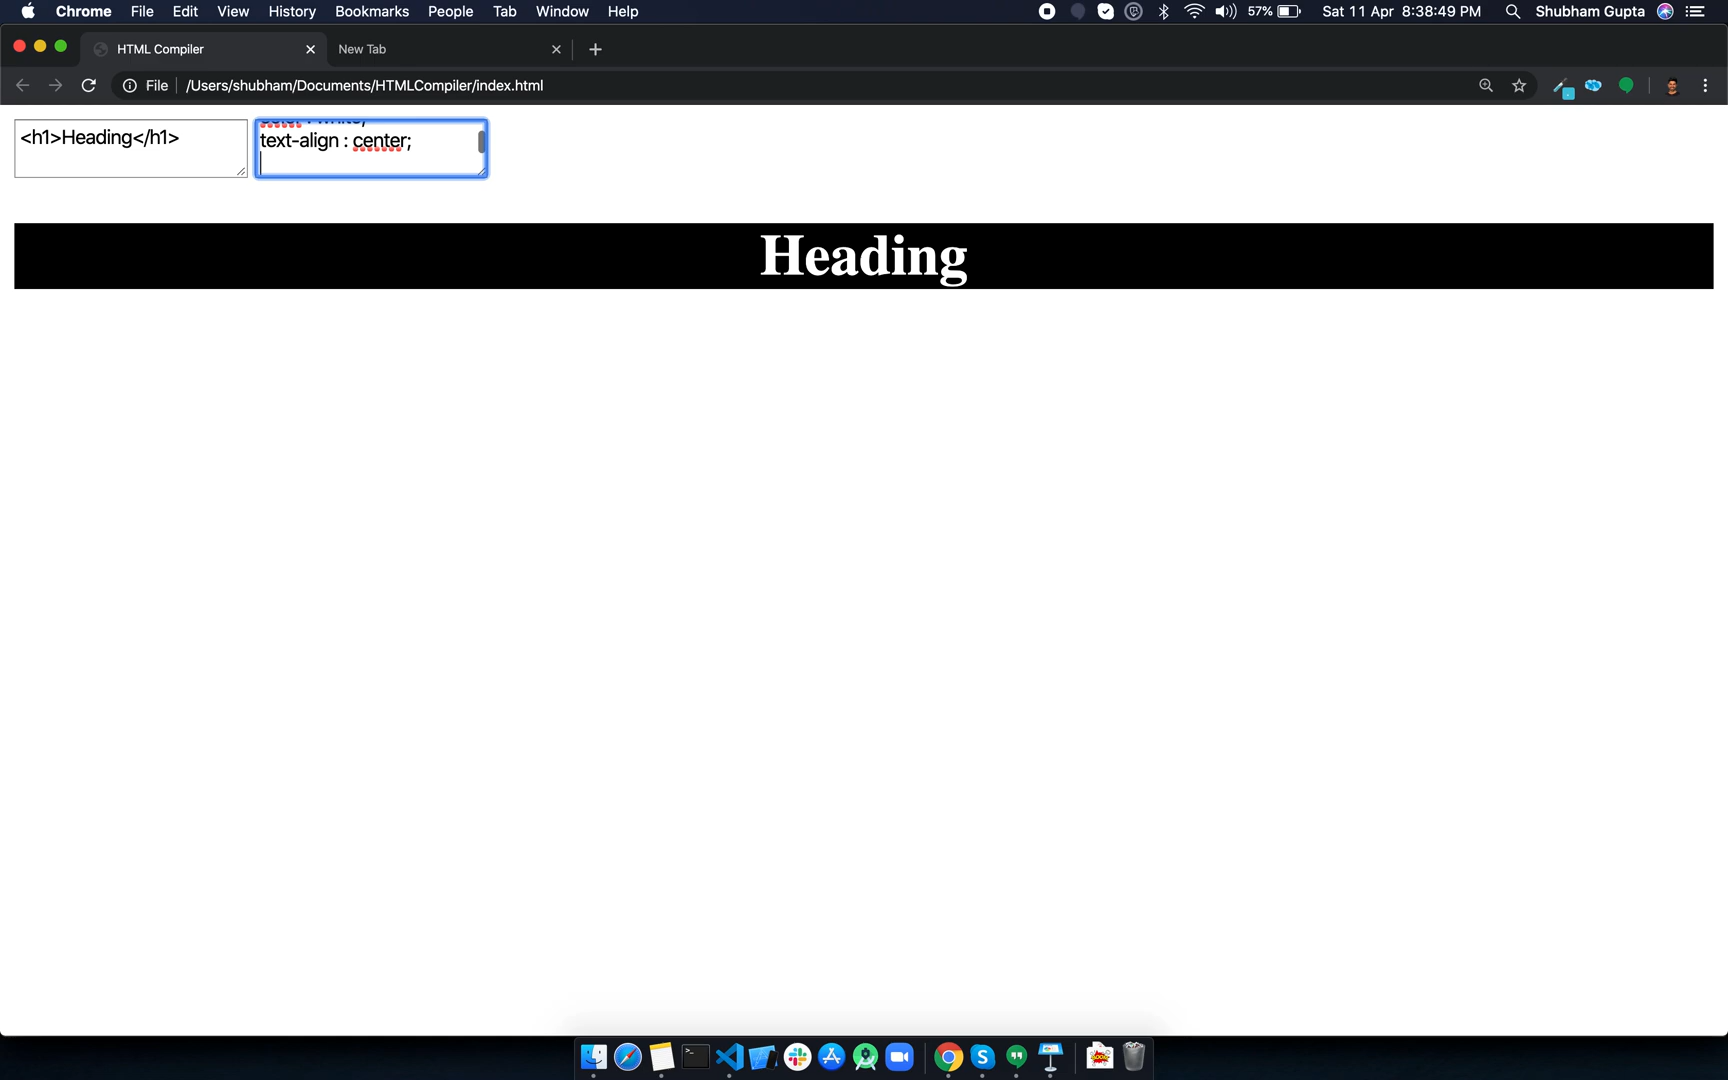 Chrome File Edit View History Bookmarks People Tab Window Help 57% Sat 11 Apr 8:38:49 PM Shubham Gupta
HTML Compiler New Tab
File /Users/shubham/Documents/HTMLCompiler/index.html
<h1>Heading</h1>
color : white;
text-align : center;
Heading